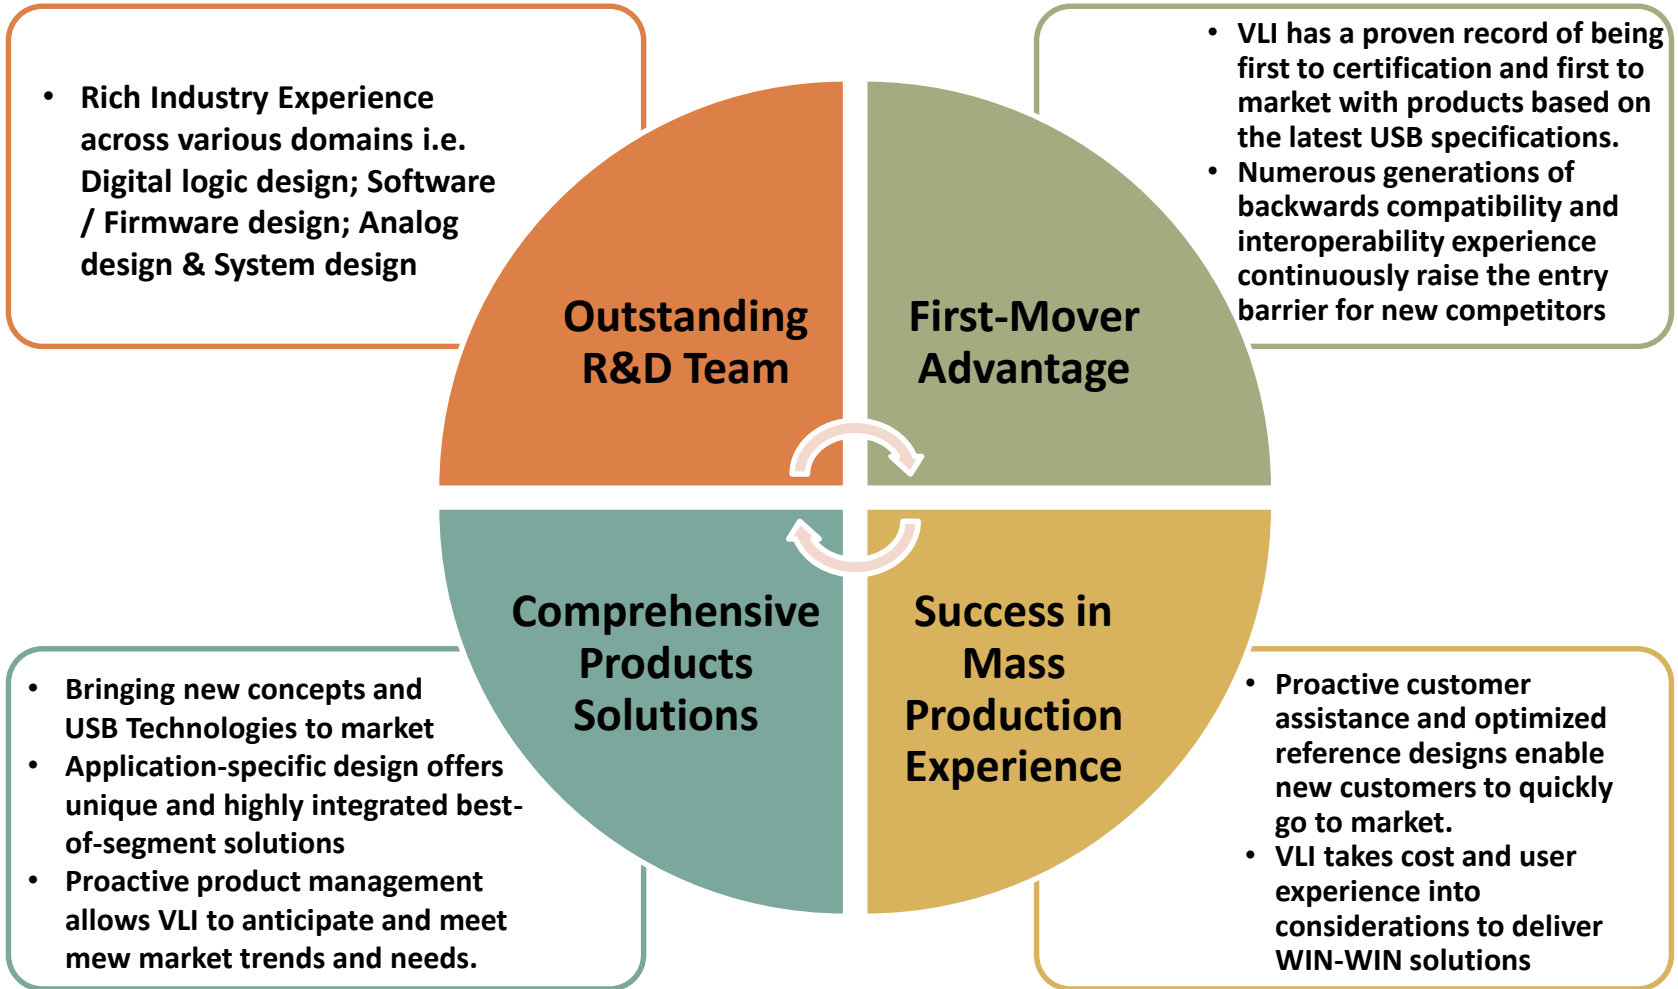 • Rich Industry Experience
across various domains i.e.
Digital logic design; Software
/ Firmware design; Analog
design & System design
• VLI has a proven record of being
first to certification and first to
market with products based on
the latest USB specifications.
• Numerous generations of
backwards compatibility and
interoperability experience
continuously raise the entry
barrier for new competitors
Outstanding
R&D Team
First-Mover
Advantage
Comprehensive
Products
Solutions
Success in
Mass
Production
Experience
• Bringing new concepts and
USB Technologies to market
• Application-specific design offers
unique and highly integrated best-
of-segment solutions
• Proactive product management
allows VLI to anticipate and meet
mew market trends and needs.
• Proactive customer
assistance and optimized
reference designs enable
new customers to quickly
go to market.
• VLI takes cost and user
experience into
considerations to deliver
WIN-WIN solutions